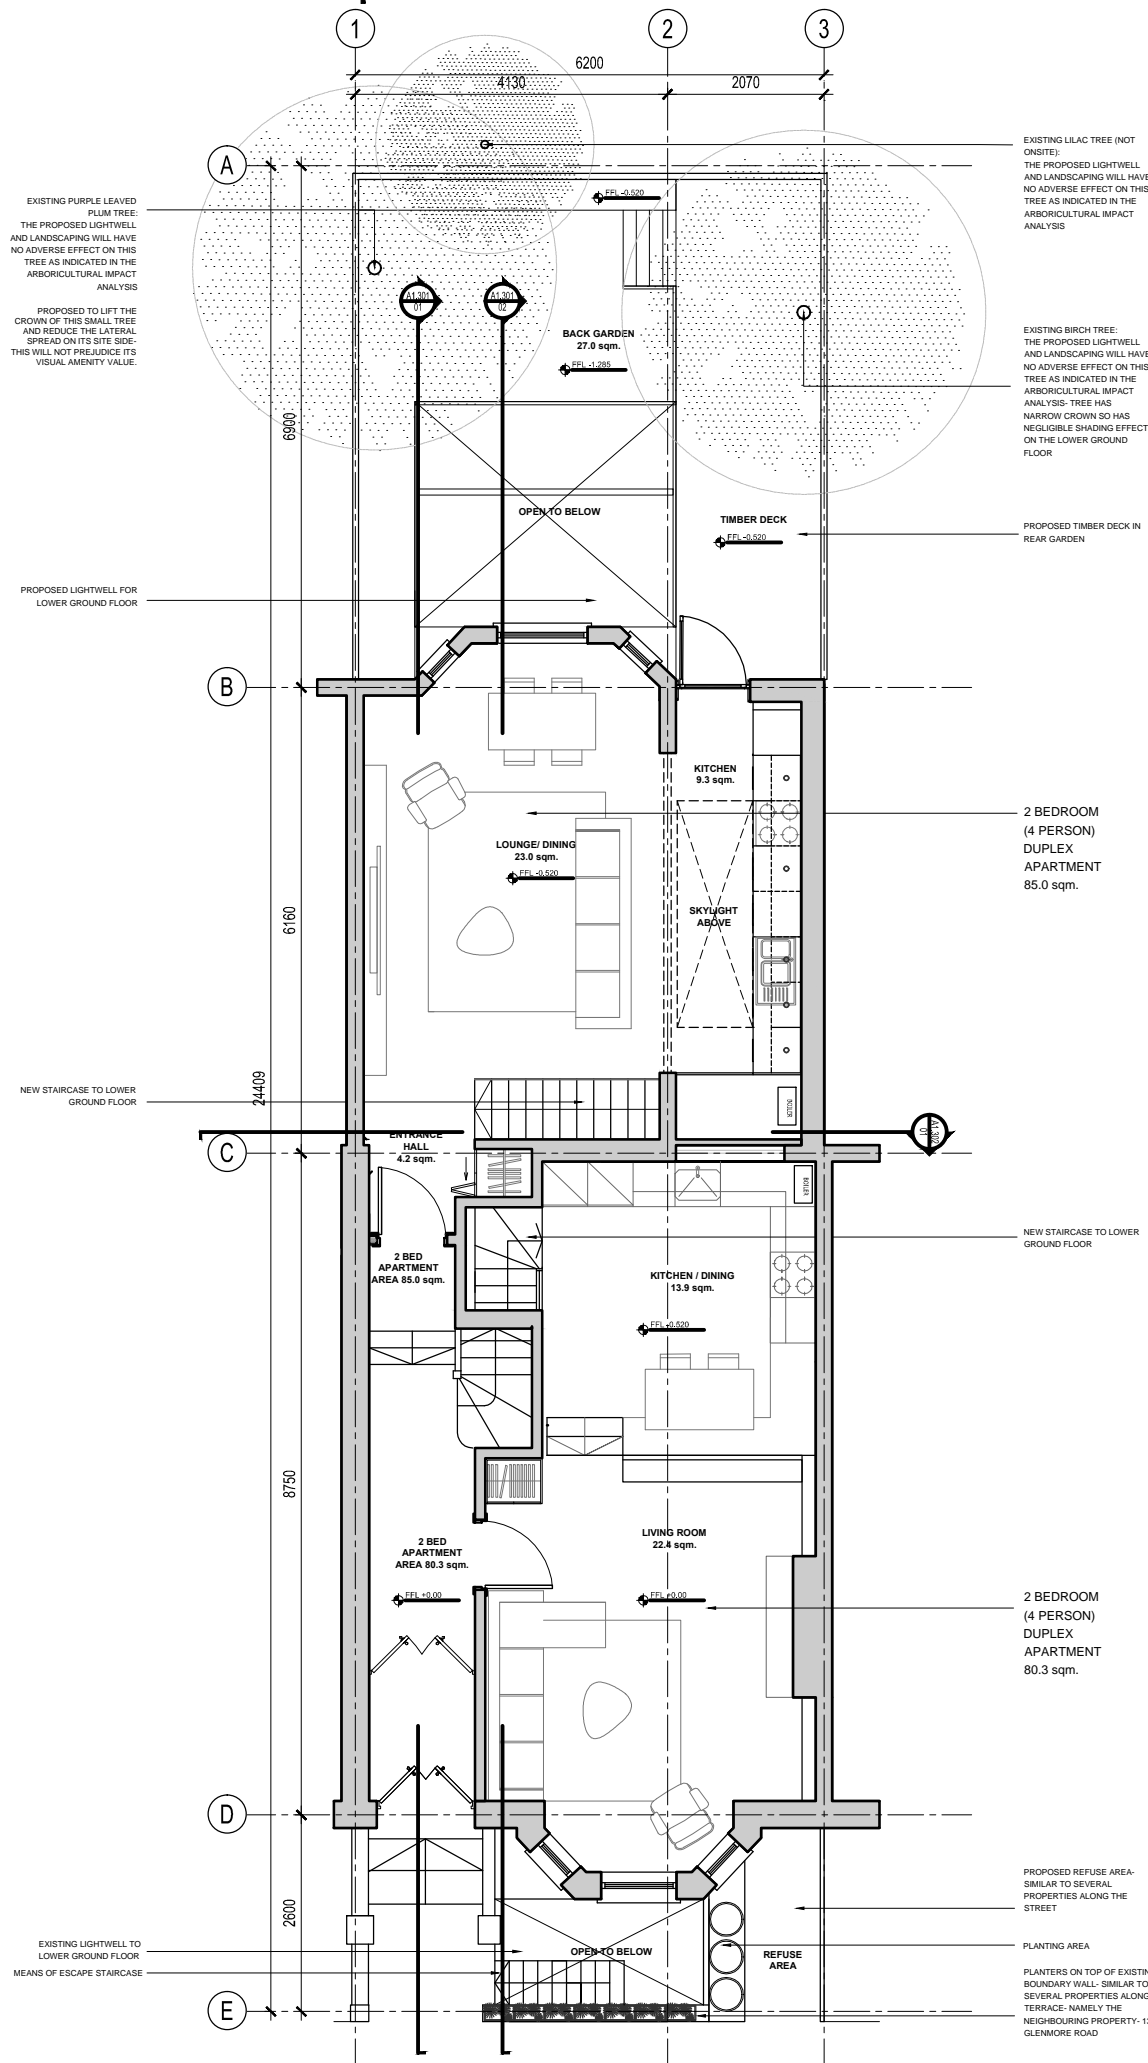 1
2
3
6200
4130
2070
A
EXISTING LILAC TREE (NOT
ONSITE):
THE PROPOSED LIGHTWELL
AND LANDSCAPING WILL HAVE
NO ADVERSE EFFECT ON THIS
TREE AS INDICATED IN THE
ARBORICULTURAL IMPACT
ANALYSIS
FFL -0.520
EXISTING PURPLE LEAVED
PLUM TREE:
THE PROPOSED LIGHTWELL
AND LANDSCAPING WILL HAVE
NO ADVERSE EFFECT ON THIS
TREE AS INDICATED IN THE
ARBORICULTURAL IMPACT
ANALYSIS
PROPOSED TO LIFT THE
CROWN OF THIS SMALL TREE
AND REDUCE THE LATERAL
SPREAD ON ITS SITE SIDE-
THIS WILL NOT PREJUDICE ITS
VISUAL AMENITY VALUE.
A1.301
01
A1.301
02
BACK GARDEN
27.0 sqm.
FFL -1.285
EXISTING BIRCH TREE:
THE PROPOSED LIGHTWELL
AND LANDSCAPING WILL HAVE
NO ADVERSE EFFECT ON THIS
TREE AS INDICATED IN THE
ARBORICULTURAL IMPACT
ANALYSIS- TREE HAS
NARROW CROWN SO HAS
NEGLIGIBLE SHADING EFFECT
ON THE LOWER GROUND
FLOOR
6900
OPEN TO BELOW
TIMBER DECK
FFL -0.520
PROPOSED TIMBER DECK IN
REAR GARDEN
PROPOSED LIGHTWELL FOR
LOWER GROUND FLOOR
B
KITCHEN
9.3 sqm.
2 BEDROOM
(4 PERSON)
DUPLEX
APARTMENT
85.0 sqm.
LOUNGE/ DINING
23.0 sqm.
FFL -0.520
SKYLIGHT
ABOVE
6160
24409
NEW STAIRCASE TO LOWER
GROUND FLOOR
BOILER
C
ENTRANCE
HALL
4.2 sqm.
A1.302
01
BOILER
NEW STAIRCASE TO LOWER
GROUND FLOOR
2 BED
APARTMENT
AREA 85.0 sqm.
KITCHEN / DINING
13.9 sqm.
FFL -0.520
8750
2 BED
APARTMENT
AREA 80.3 sqm.
FFL +0.00
LIVING ROOM
22.4 sqm.
FFL +0.00
2 BEDROOM
(4 PERSON)
DUPLEX
APARTMENT
80.3 sqm.
D
2600
PROPOSED REFUSE AREA-
SIMILAR TO SEVERAL
PROPERTIES ALONG THE
STREET
EXISTING LIGHTWELL TO
LOWER GROUND FLOOR
MEANS OF ESCAPE STAIRCASE
OPEN TO BELOW
REFUSE
AREA
PLANTING AREA
E
PLANTERS ON TOP OF EXISTIN
BOUNDARY WALL- SIMILAR TO
SEVERAL PROPERTIES ALONG
TERRACE- NAMELY THE
NEIGHBOURING PROPERTY- 1
GLENMORE ROAD